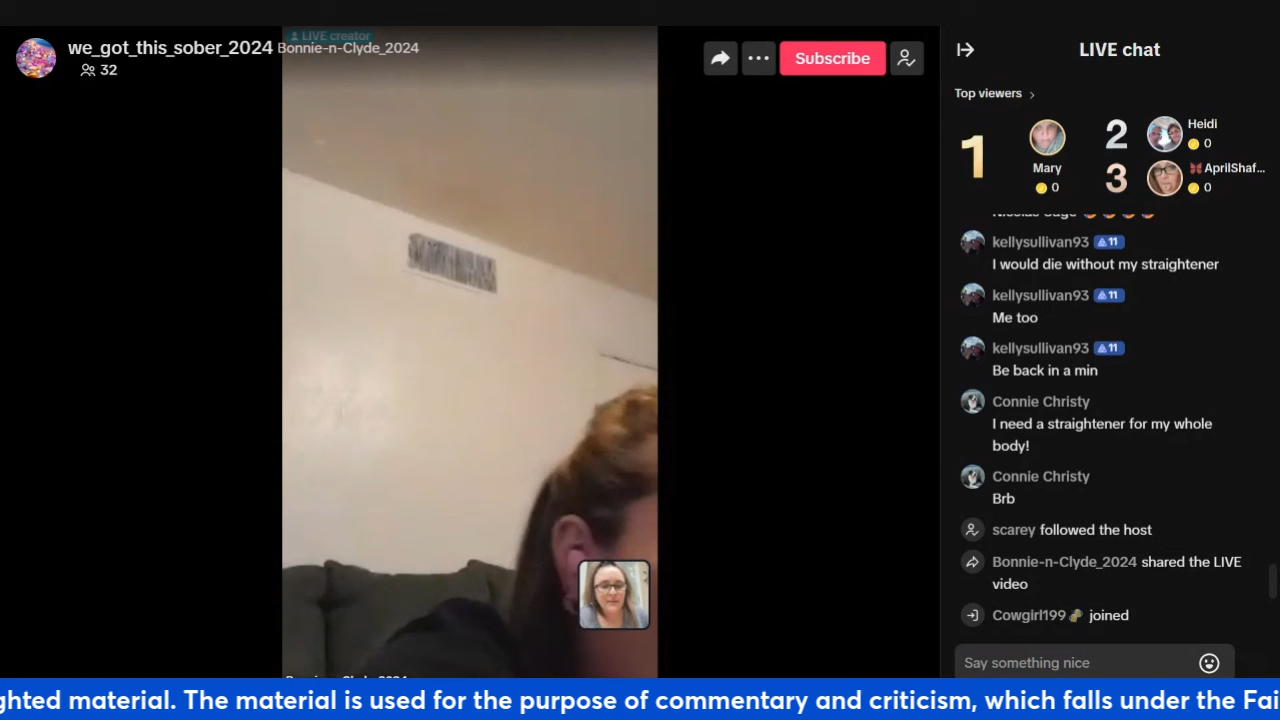 LIVE creator
we_got_this_sober_2024 Bonnie-n-Clyde_2024
32
Subscribe
LIVE chat
Top viewers
1
Mary
0
2
Heidi
0
3
AprilShaf...
0
kellysullivan93 11
I would die without my straightener
kellysullivan93 11
Me too
kellysullivan93 11
Be back in a min
Connie Christy
I need a straightener for my whole
body!
Connie Christy
Brb
scarey followed the host
Bonnie-n-Clyde_2024 shared the LIVE
video
Cowgirl199 joined
Say something nice
ghted material. The material is used for the purpose of commentary and criticism, which falls under the Fai